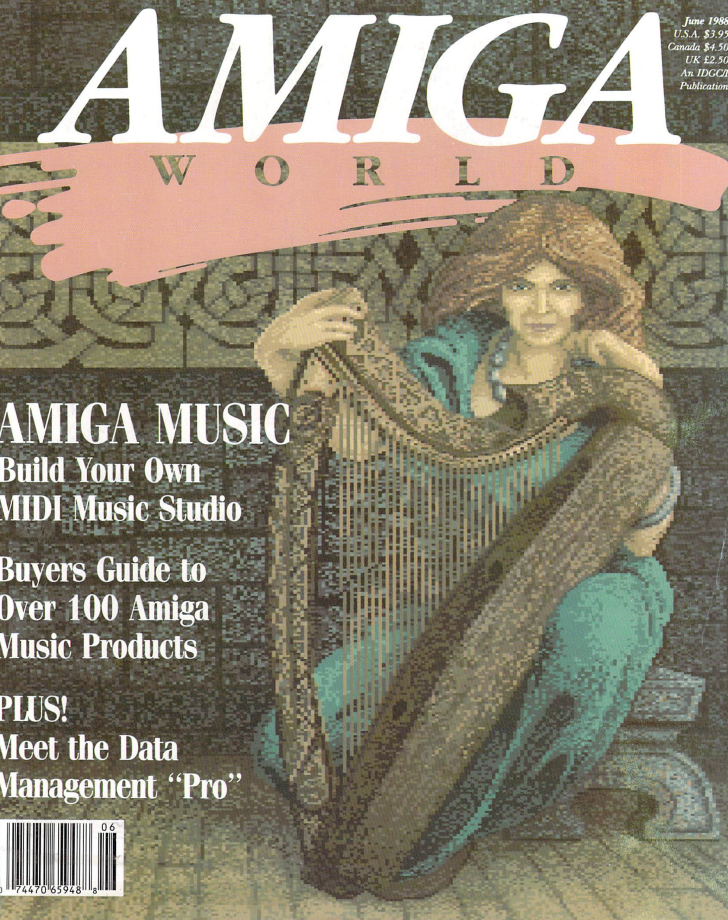 June 1988
U.S.A. $3.95
Canada $4.50
UK £2.50
An IDGC/I
Publication
AMIGA
WORLD
AMIGA MUSIC
Build Your Own
MIDI Music Studio
Buyers Guide to
Over 100 Amiga
Music Products
PLUS!
Meet the Data
Management “Pro”
06
0 74470 65948 8